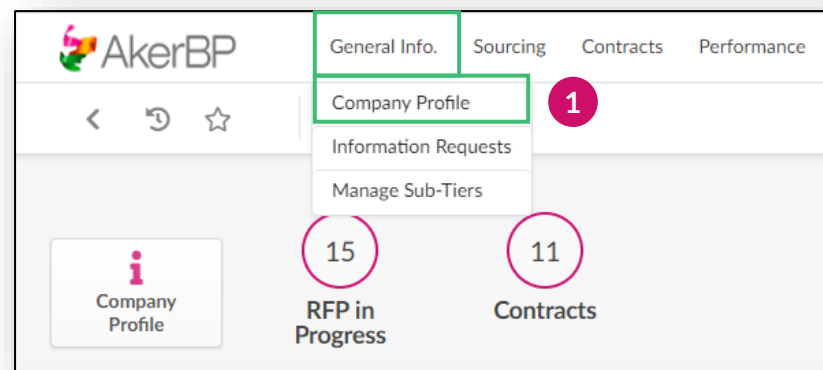 AkerBP
General Info.
Sourcing
Contracts
Performance
Company Profile
1
Information Requests
Manage Sub-Tiers
Company
Profile
15
RFP in
Progress
11
Contracts